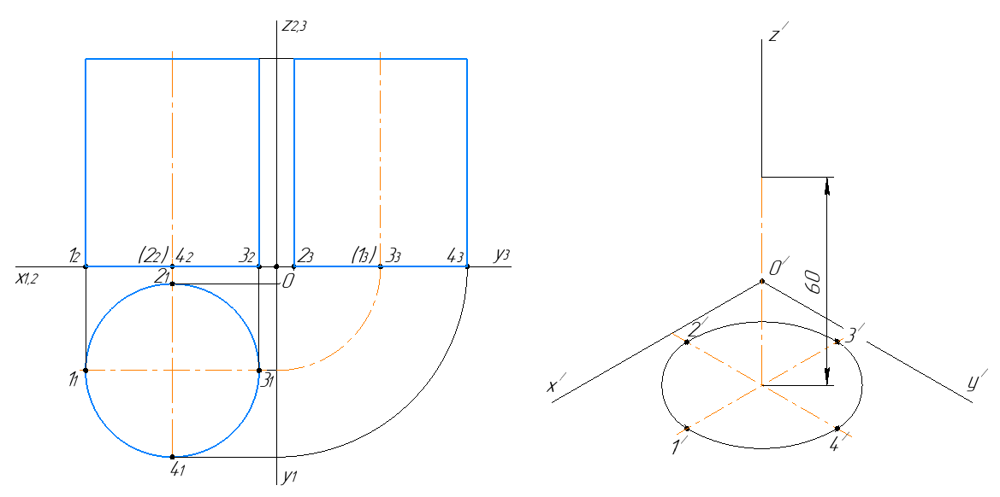 z2,3
z′
12
(22)
42
32
23
(13)
33
43
y3
x1,2
21
0
0′
60
11
31
2′
3′
x′
y′
41
y1
1′
4′